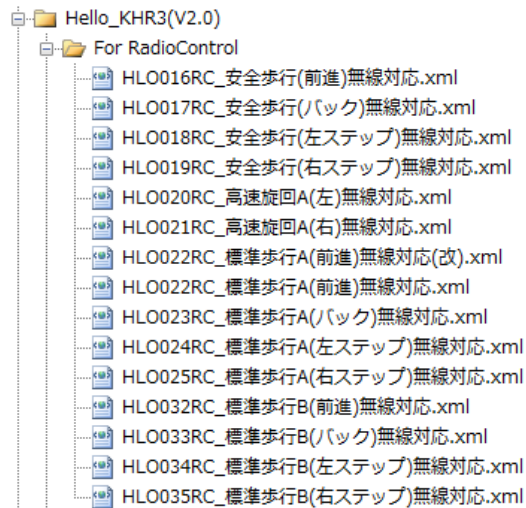 Hello_KHR3(V2.0)
For RadioControl
HLO016RC_安全歩行(前進)無線対応.xml
HLO017RC_安全歩行(バック)無線対応.xml
HLO018RC_安全歩行(左ステップ)無線対応.xml
HLO019RC_安全歩行(右ステップ)無線対応.xml
HLO020RC_高速旋回A(左)無線対応.xml
HLO021RC_高速旋回A(右)無線対応.xml
HLO022RC_標準歩行A(前進)無線対応(改).xml
HLO022RC_標準歩行A(前進)無線対応.xml
HLO023RC_標準歩行A(バック)無線対応.xml
HLO024RC_標準歩行A(左ステップ)無線対応.xml
HLO025RC_標準歩行A(右ステップ)無線対応.xml
HLO032RC_標準歩行B(前進)無線対応.xml
HLO033RC_標準歩行B(バック)無線対応.xml
HLO034RC_標準歩行B(左ステップ)無線対応.xml
HLO035RC_標準歩行B(右ステップ)無線対応.xml